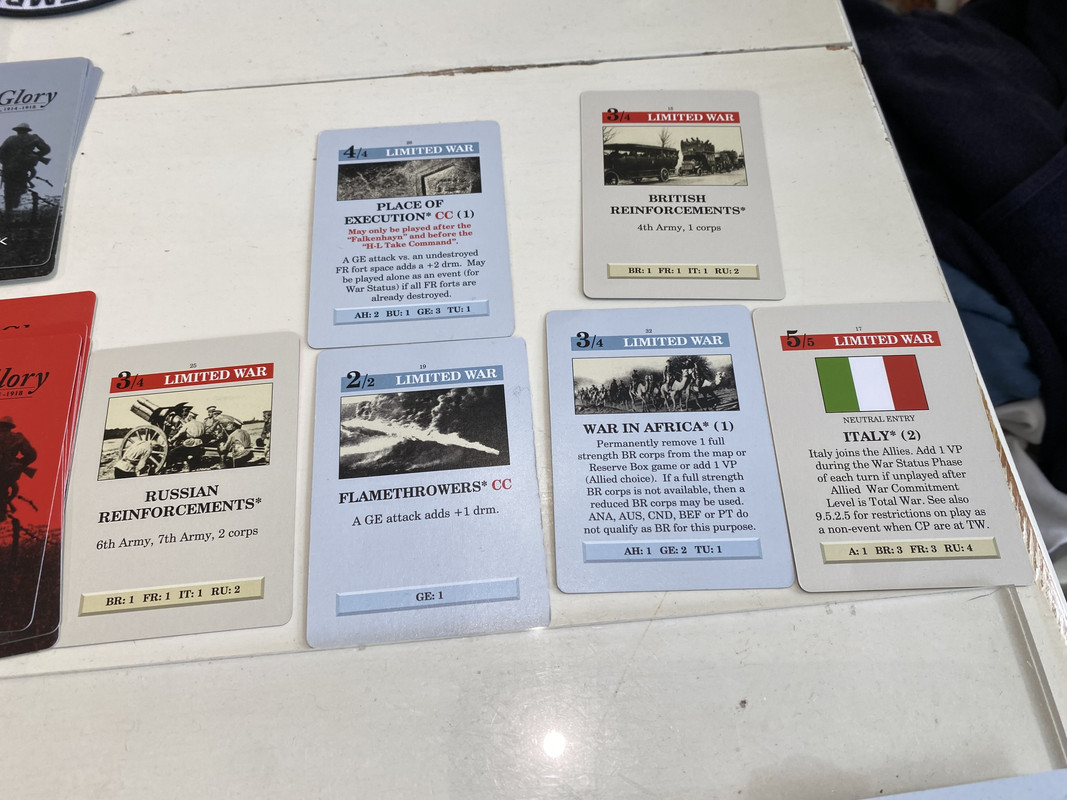 Glory
1914-1918
lory
20
4/4 LIMITED WAR
PLACE OF
EXECUTION* CC (1)
May only be played after the
"Falkenhayn" and before the
"H-L Take Command".
A GE attack vs. an undestroyed
FR fort space adds a +2 drm. May
be played alone as an event (for
War Status) if all FR forts are
already destroyed.
AH: 2 BU: 1 GE: 3 TU: 1
3/4 LIMITED WAR
BRITISH
REINFORCEMENTS*
4th Army, 1 corps
BR: 1 FR: 1 IT: 1 RU: 2
25
3/4 LIMITED WAR
RUSSIAN
REINFORCEMENTS*
6th Army, 7th Army, 2 corps
BR: 1 FR: 1 IT: 1 RU: 2
19
2/2 LIMITED WAR
FLAMETHROWERS* CC
A GE attack adds +1 drm.
GE: 1
32
3/4 LIMITED WAR
WAR IN AFRICA* (1)
Permanently remove 1 full
strength BR corps from the map or
Reserve Box game or add 1 VP
(Allied choice). If a full strength
BR corps is not available, then a
reduced BR corps may be used.
ANA, AUS, CND, BEF or PT do
not qualify as BR for this purpose.
AH: 1 GE: 2 TU: 1
17
5/5 LIMITED WAR
NEUTRAL ENTRY
ITALY* (2)
Italy joins the Allies. Add 1 VP
during the War Status Phase
of each turn if unplayed after
Allied War Commitment
Level is Total War. See also
9.5.2.5 for restrictions on play as
a non-event when CP are at TW.
A: 1 BR: 3 FR: 3 RU: 4